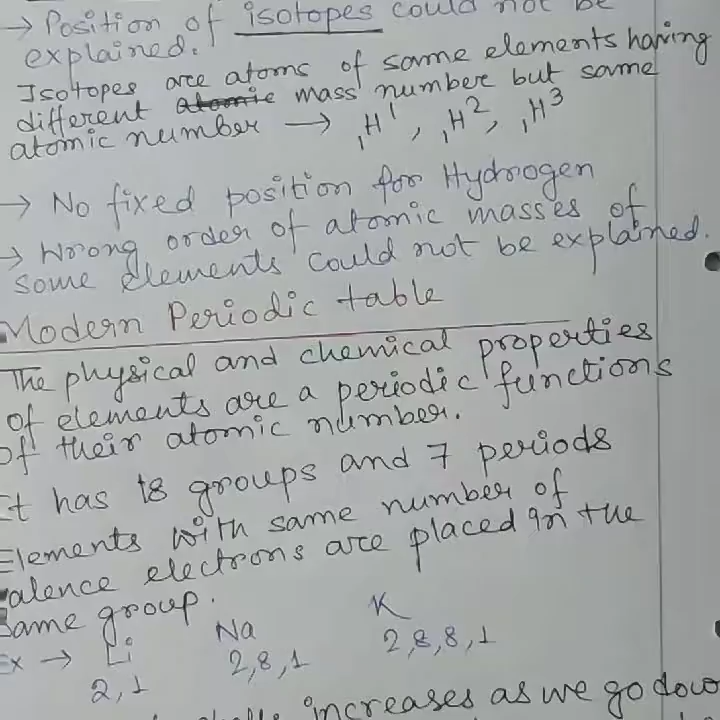 → Position of isotopes could not be
explained.
Isotopes are atoms of same elements having
different atomic mass number but same
atomic number → ₁H¹, ₁H², ₁H³
→ No fixed position for Hydrogen
→ Wrong order of atomic masses of
some elements could not be explained.
Modern Periodic table
The physical and chemical properties
of elements are a periodic functions
of their atomic number.
It has 18 groups and 7 periods
Elements with same number of
valence electrons are placed in the
same group.
Ex → Li Na K
2,1 2,8,1 2,8,8,1
increases as we go down